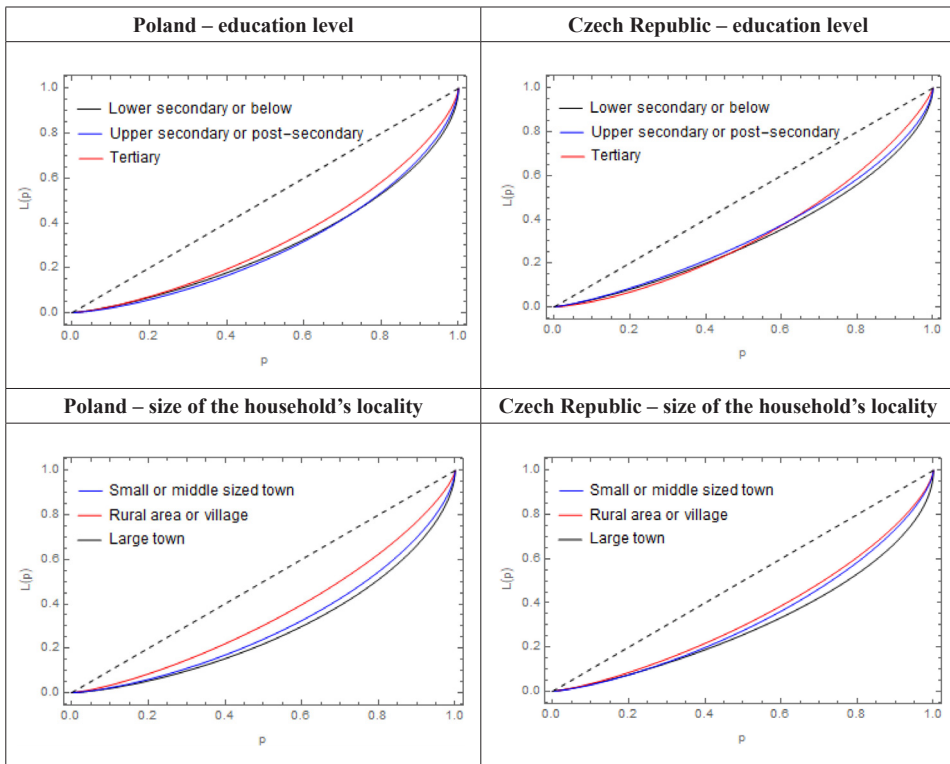 Poland – education level
1.0
0.8
0.6
0.4
0.2
0.0
L(p)
Lower secondary or below
Upper secondary or post-secondary
Tertiary
0.0 0.2 0.4 0.6 0.8 1.0
p
Czech Republic – education level
1.0
0.8
0.6
0.4
0.2
0.0
L(p)
Lower secondary or below
Upper secondary or post-secondary
Tertiary
0.0 0.2 0.4 0.6 0.8 1.0
p
Poland – size of the household's locality
1.0
0.8
0.6
0.4
0.2
0.0
L(p)
Small or middle sized town
Rural area or village
Large town
0.0 0.2 0.4 0.6 0.8 1.0
p
Czech Republic – size of the household's locality
1.0
0.8
0.6
0.4
0.2
0.0
L(p)
Small or middle sized town
Rural area or village
Large town
0.0 0.2 0.4 0.6 0.8 1.0
p